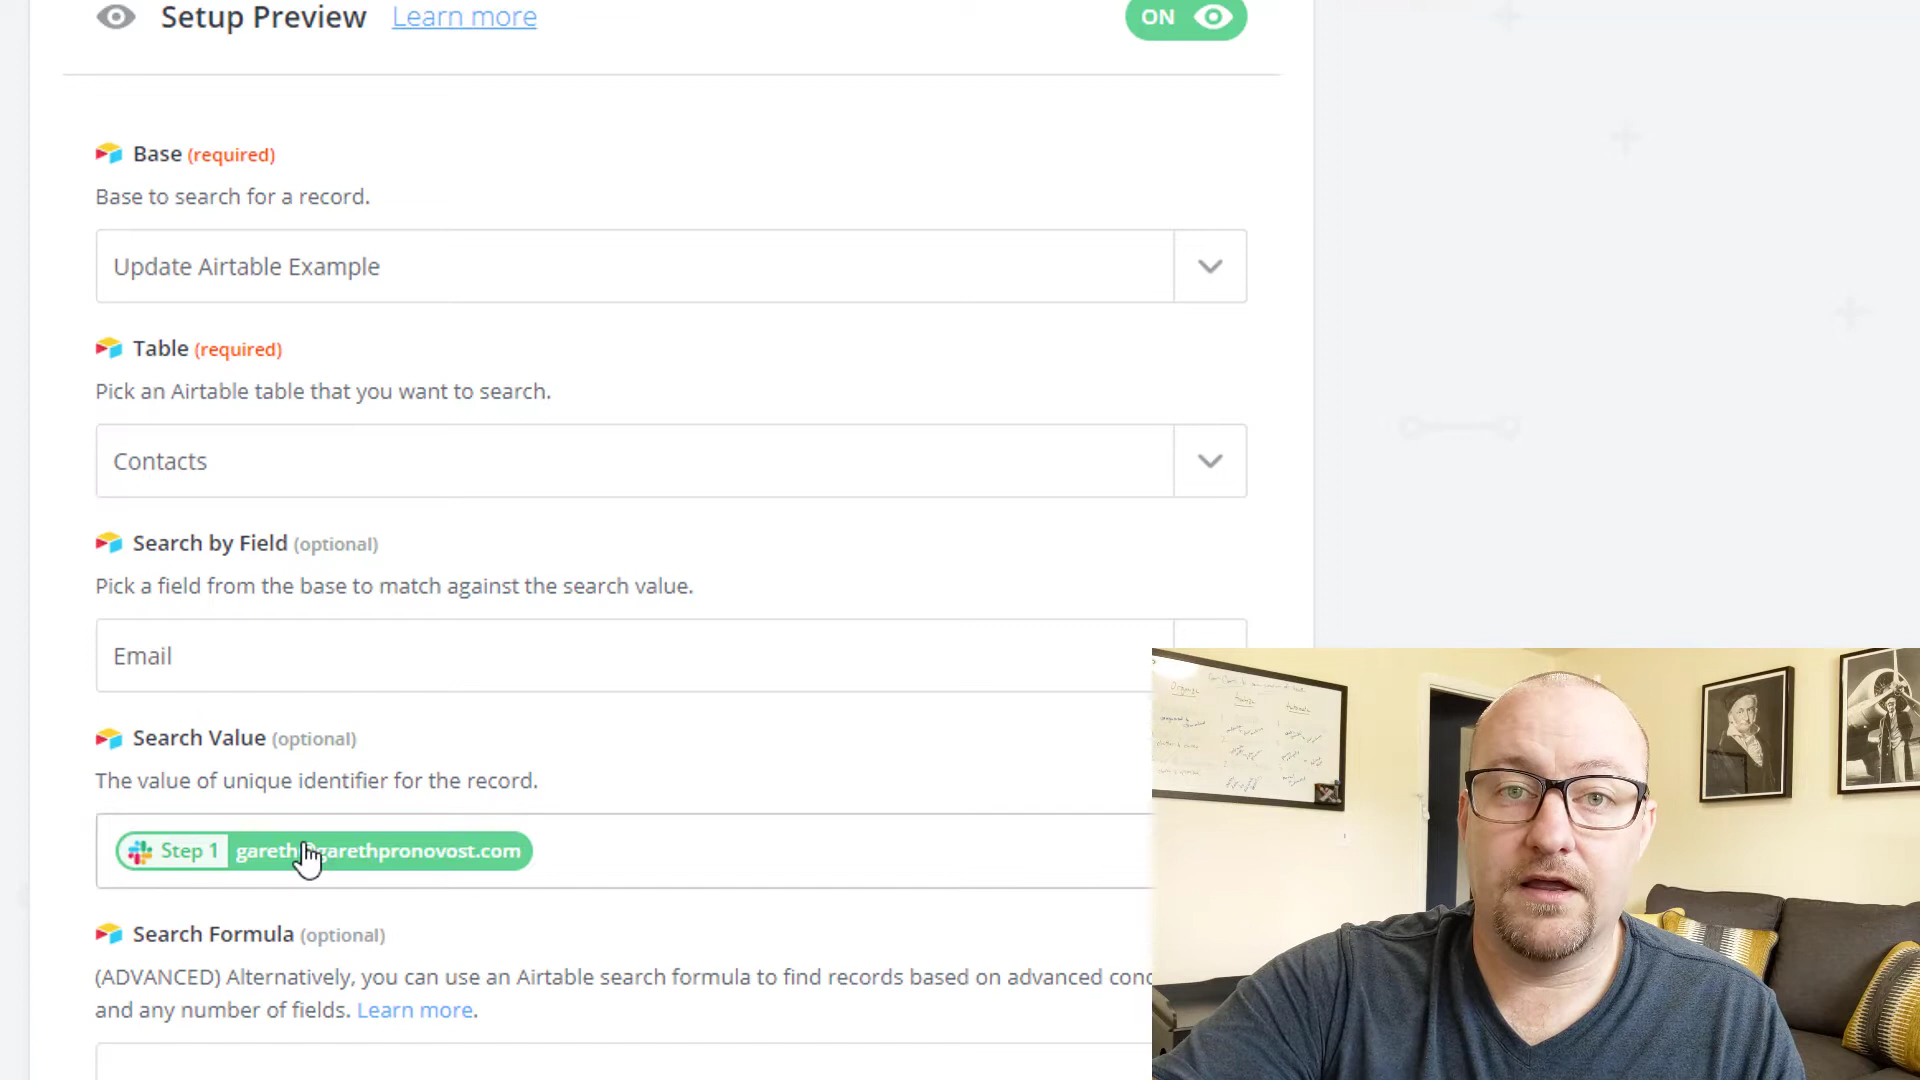 Setup Preview Learn more ON
Base (required)
Base to search for a record.
Update Airtable Example
Table (required)
Pick an Airtable table that you want to search.
Contacts
Search by Field (optional)
Pick a field from the base to match against the search value.
Email
Search Value (optional)
The value of unique identifier for the record.
Step 1 gareth@garethpronovost.com
Search Formula (optional)
(ADVANCED) Alternatively, you can use an Airtable search formula to find records based on advanced
and any number of fields. Learn more.